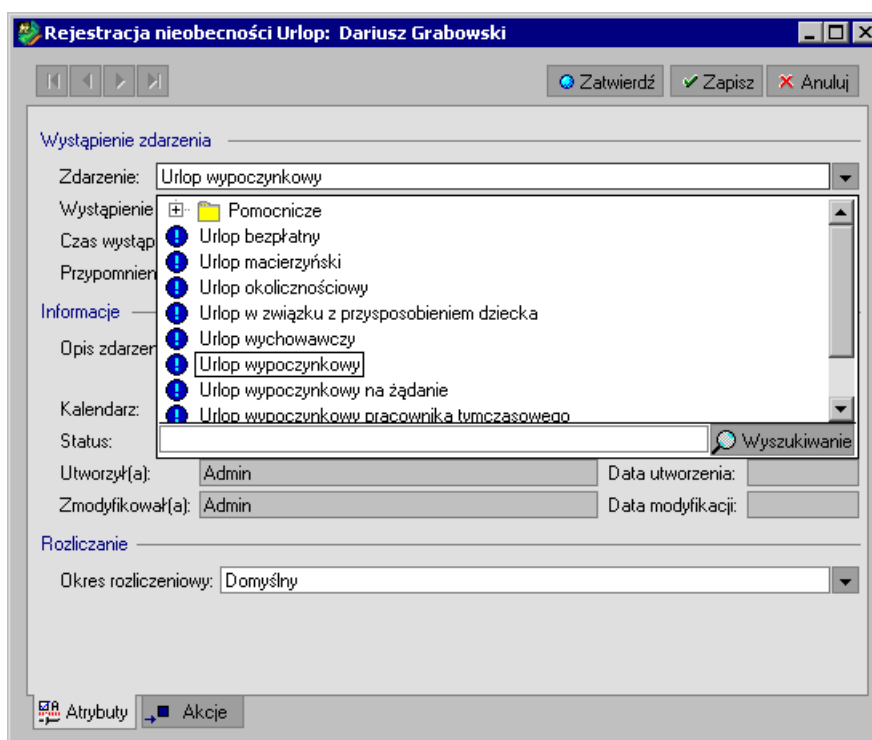 Rejestracja nieobecności Urlop: Dariusz Grabowski
Zatwierdź Zapisz Anuluj
Wystąpienie zdarzenia
Zdarzenie: Urlop wypoczynkowy
Wystąpienie
Pomocnicze
Urlop bezpłatny
Czas wystąp
Urlop macierzyński
Przypomnien
Urlop okolicznościowy
Informacje
Urlop w związku z przysposobieniem dziecka
Urlop wychowawczy
Opis zdarzen
Urlop wypoczynkowy
Urlop wypoczynkowy na żądanie
Kalendarz:
Urlop wypoczynkowy pracownika tymczasowego
Status:
Wyszukiwanie
Utworzył(a): Admin Data utworzenia:
Zmodyfikował(a): Admin Data modyfikacji:
Rozliczanie
Okres rozliczeniowy: Domyślny
Atrybuty Akcje